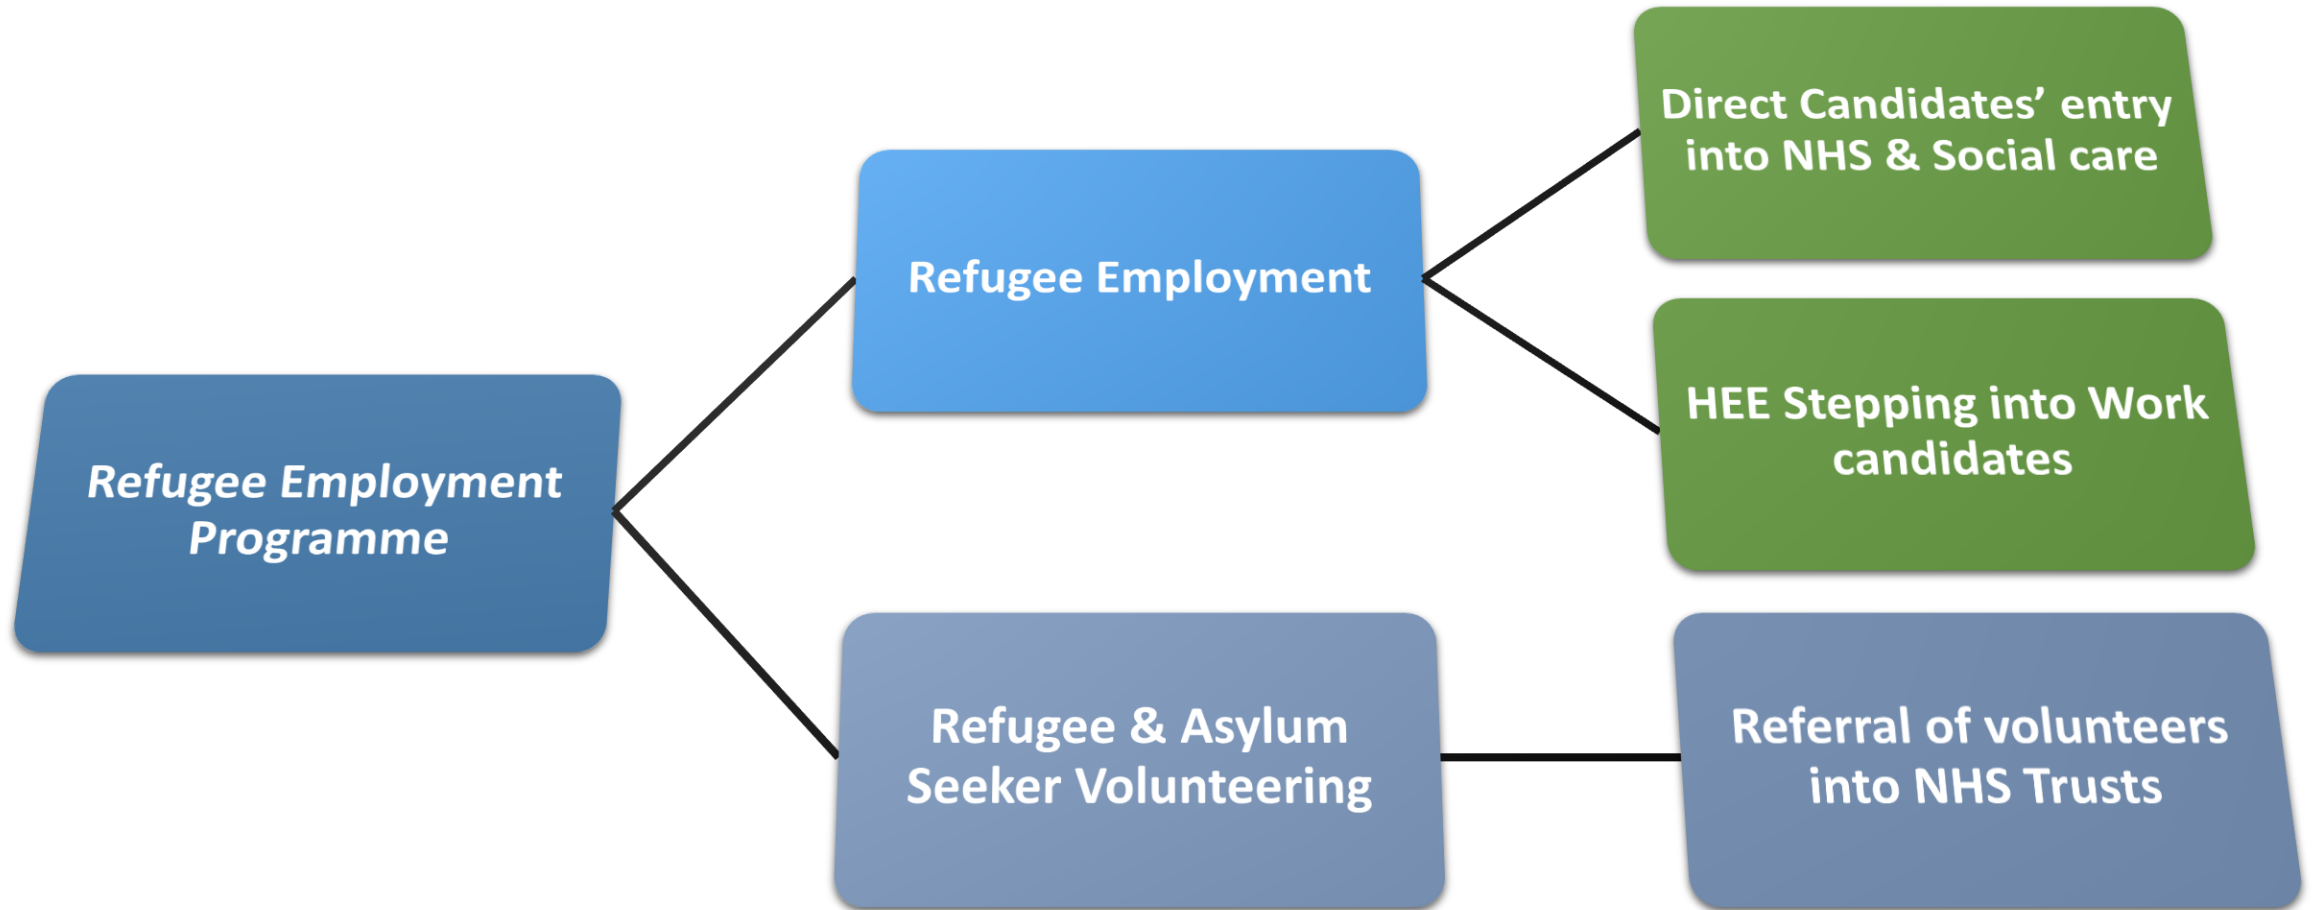 Refugee Employment
Programme
Refugee Employment
Direct Candidates’ entry
into NHS & Social care
HEE Stepping into Work
candidates
Refugee & Asylum
Seeker Volunteering
Referral of volunteers
into NHS Trusts